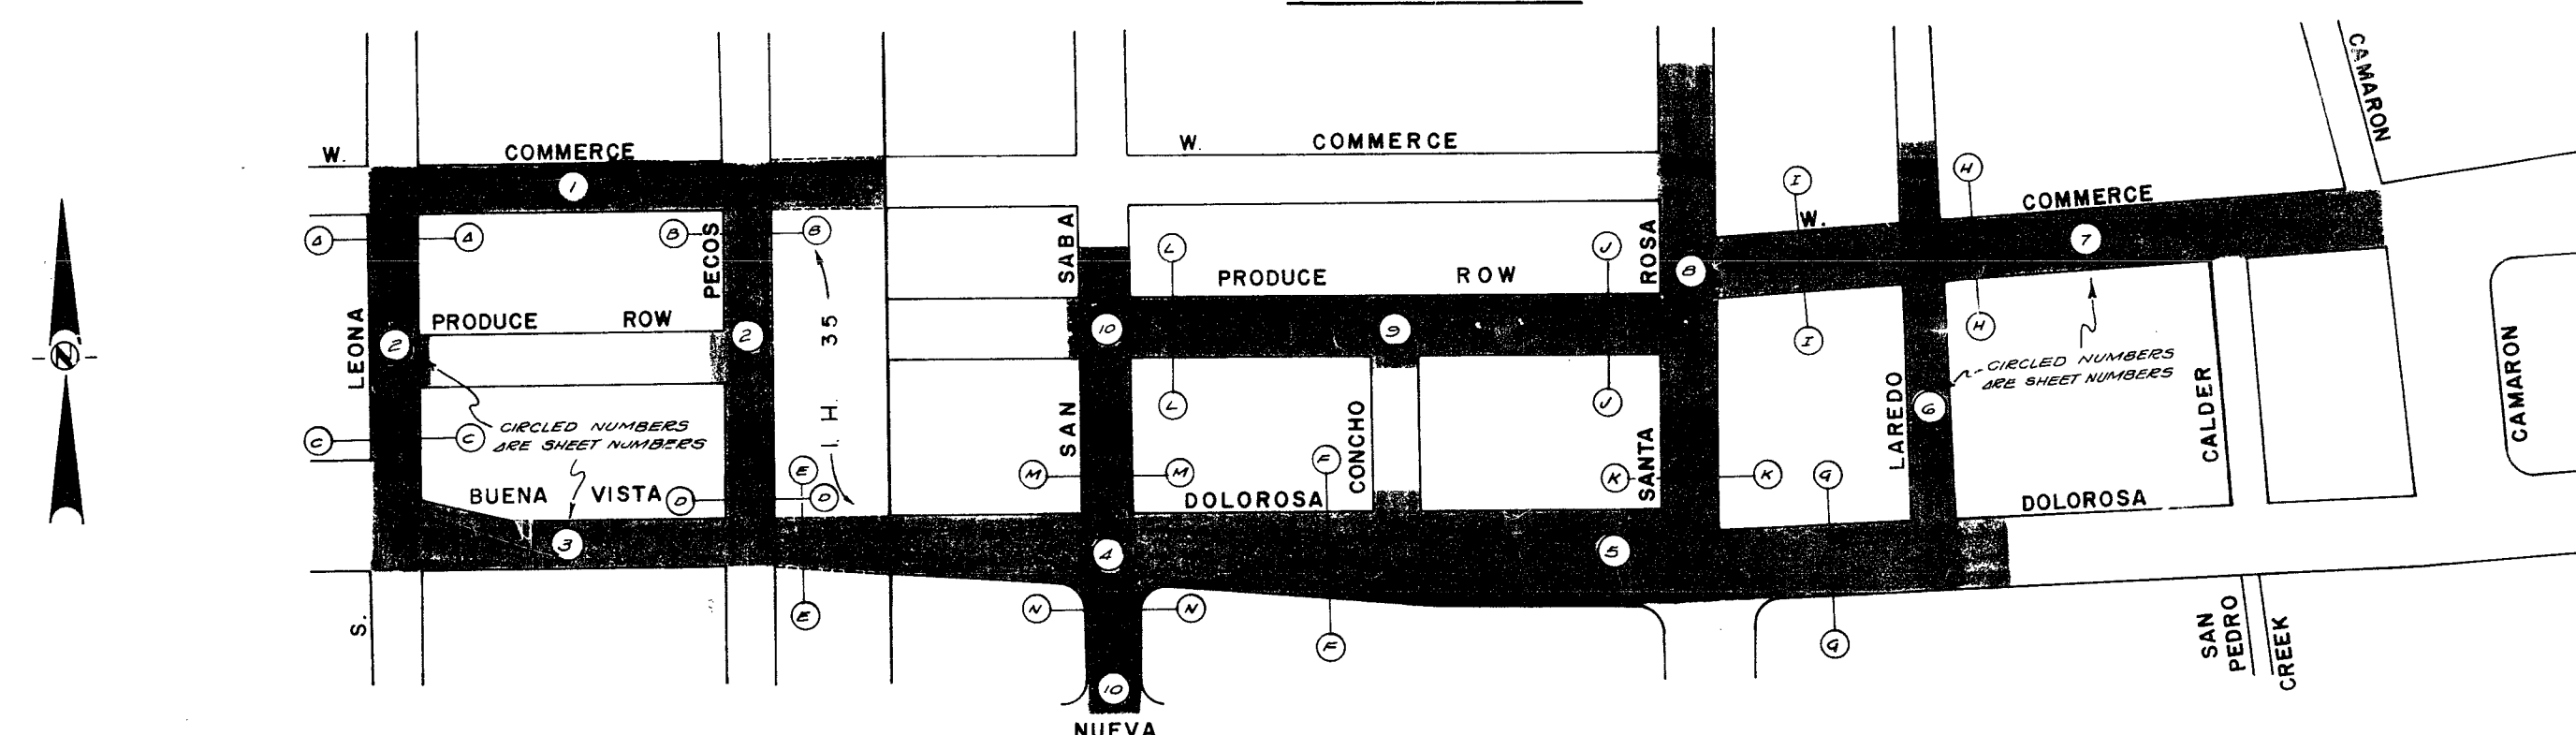 CAMARON
W. COMMERCE
W. COMMERCE
1
A A
B B
PECOS
SABA
L
J
ROSA
I
H
W.
COMMERCE
7
8
PRODUCE ROW
I. H. 35
PRODUCE ROW
LEONA
2
2
10
9
I
H
CIRCLED NUMBERS
ARE SHEET NUMBERS
N
L
J
SAN
CONCHO
SANTA
LAREDO
6
CALDER
CAMARON
C C
CIRCLED NUMBERS
ARE SHEET NUMBERS
E
F
M M
K K
G
BUENA VISTA
D D
DOLOROSA
DOLOROSA
3
4
5
S.
E
N N
F
G
SAN
PEDRO
CREEK
10
NUEVA